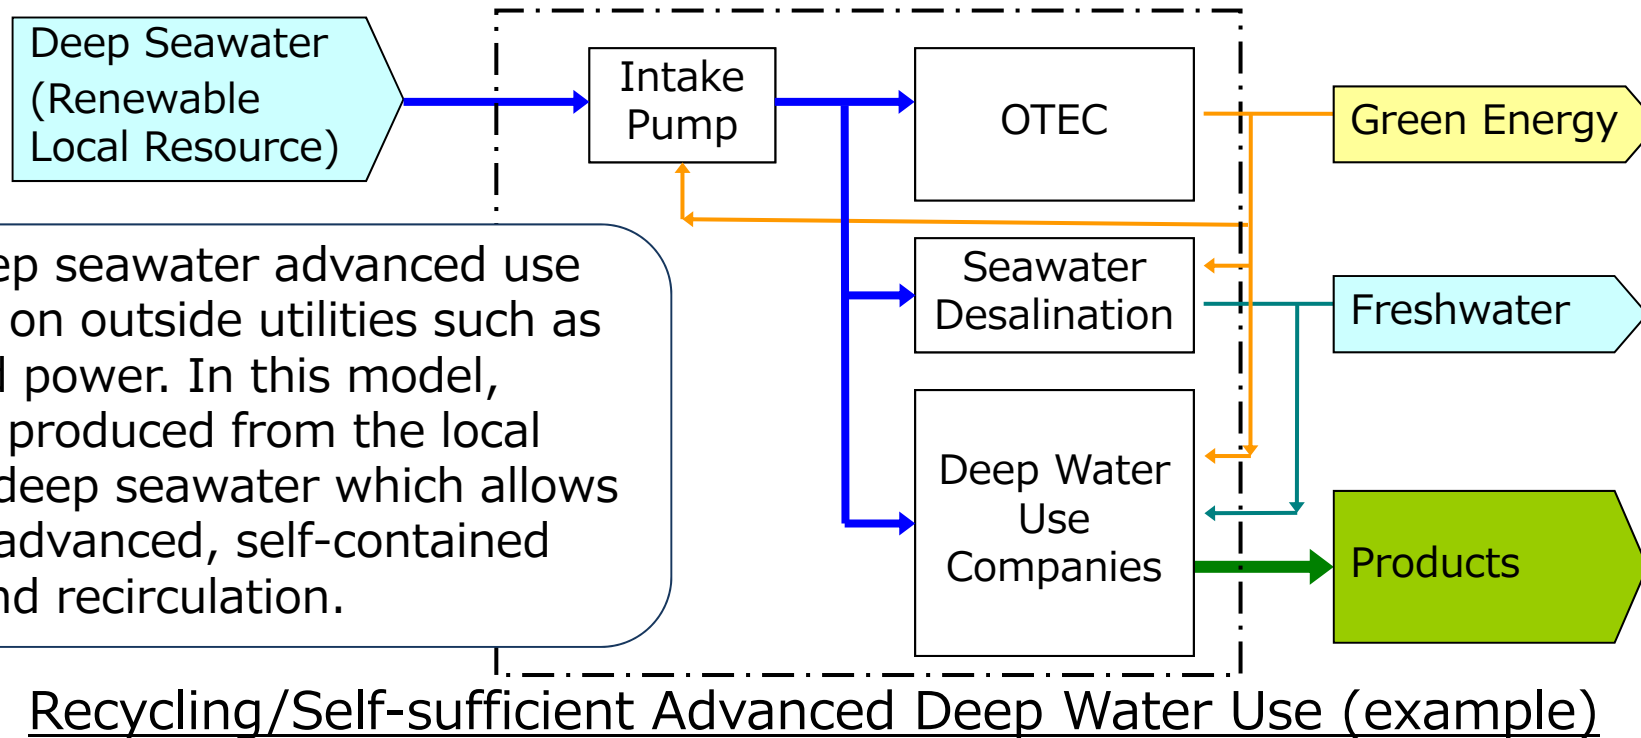 Deep Seawater
(Renewable
Local Resource)
Intake
Pump
OTEC
Green Energy
Seawater
Desalination
Freshwater
seawater advanced use
on outside utilities such as
power. In this model,
produced from the local
deep seawater which allows
advanced, self-contained
recirculation.
Deep Water
Use
Companies
Products
Recycling/Self-sufficient Advanced Deep Water Use (example)